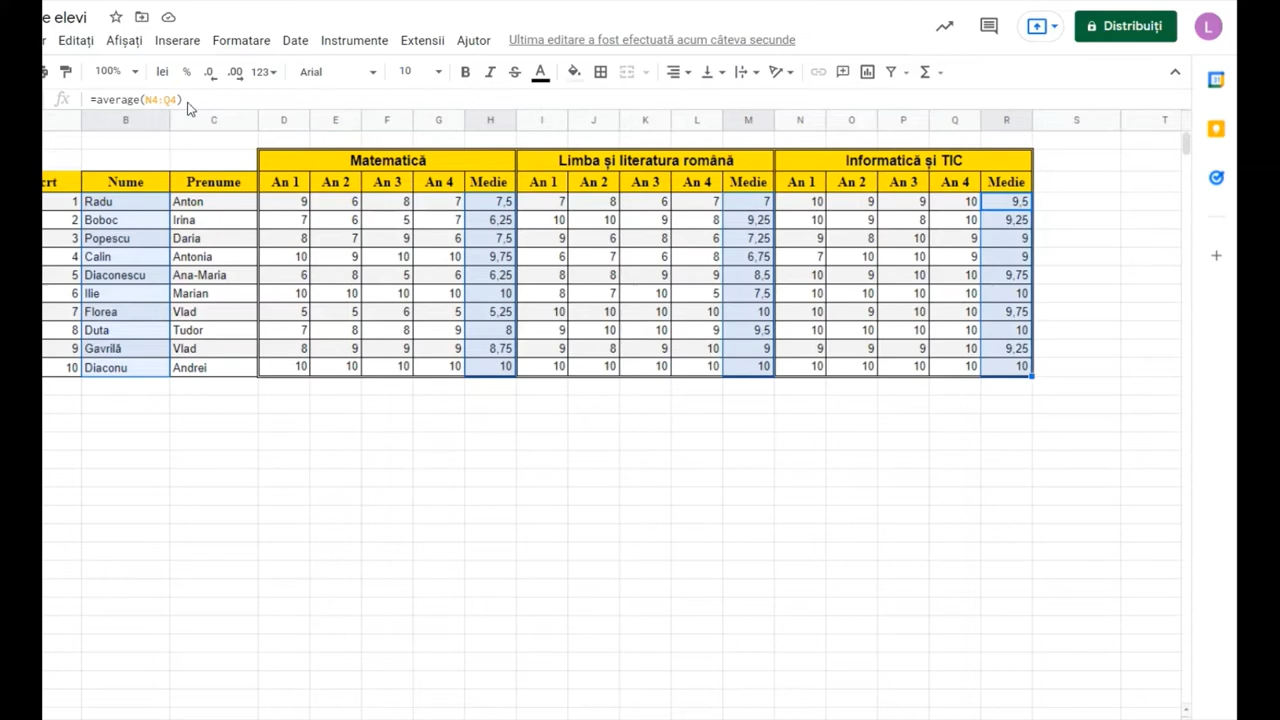 e elevi
Distribuiți
L
r Editați Afișați Inserare Formatare Date Instrumente Extensii Ajutor Ultima editare a fost efectuată acum câteva secunde
100% lei % .0 .00 123 Arial 10 B I S A Σ
fx =average(N4:Q4)
B C D E F G H I J K L M N O P Q R S T
Matematică Limba și literatura română Informatică și TIC
crt Nume Prenume An 1 An 2 An 3 An 4 Medie An 1 An 2 An 3 An 4 Medie An 1 An 2 An 3 An 4 Medie
1 Radu Anton 9 6 8 7 7,5 7 8 6 7 7 10 9 9 10 9,5
2 Boboc Irina 7 6 5 7 6,25 10 10 9 8 9,25 10 9 8 10 9,25
3 Popescu Daria 8 7 9 6 7,5 9 6 8 6 7,25 9 8 10 9 9
4 Calin Antonia 10 9 10 10 9,75 6 7 6 8 6,75 7 10 10 9 9
5 Diaconescu Ana-Maria 6 8 5 6 6,25 8 8 9 9 8,5 10 9 10 10 9,75
6 Ilie Marian 10 10 10 10 10 8 7 10 5 7,5 10 10 10 10 10
7 Florea Vlad 5 5 6 5 5,25 10 10 10 10 10 10 9 10 10 9,75
8 Duta Tudor 7 8 8 9 8 9 10 10 9 9,5 10 10 10 10 10
9 Gavrilă Vlad 8 9 9 9 8,75 9 8 9 10 9 9 9 9 10 9,25
10 Diaconu Andrei 10 10 10 10 10 10 10 10 10 10 10 10 10 10 10